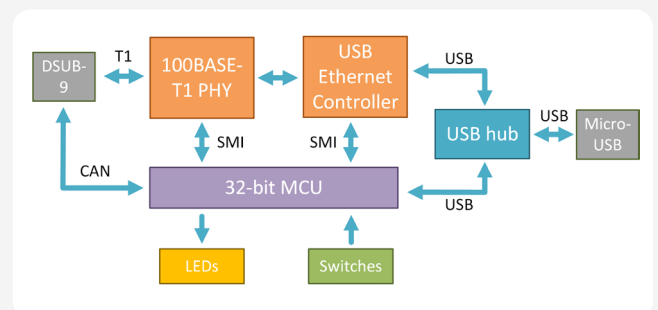 DSUB-
9
T1
100BASE-
T1 PHY
USB
Ethernet
Controller
USB
USB hub
USB
Micro-
USB
SMI
SMI
CAN
32-bit MCU
USB
LEDs
Switches